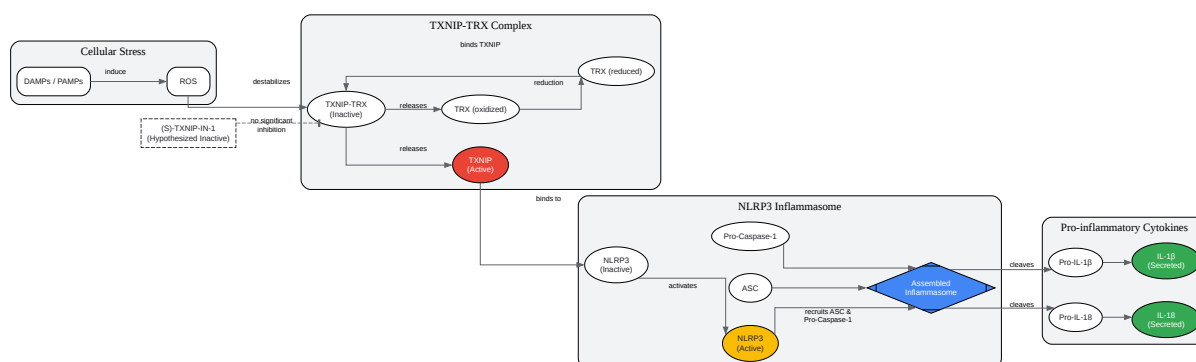 Cellular Stress
DAMPs / PAMPs
induce
ROS
destabilizes
(S)-TXNIP-IN-1
(Hypothesized Inactive)
no significant
inhibition
TXNIP-TRX Complex
binds TXNIP
TRX (reduced)
reduction
TXNIP-TRX
(Inactive)
releases
TRX (oxidized)
releases
TXNIP
(Active)
binds to
NLRP3 Inflammasome
Pro-Caspase-1
NLRP3
(Inactive)
activates
ASC
Assembled
Inflammasome
recruits ASC &
Pro-Caspase-1
NLRP3
(Active)
cleaves
cleaves
Pro-inflammatory Cytokines
Pro-IL-1β
IL-1β
(Secreted)
Pro-IL-18
IL-18
(Secreted)